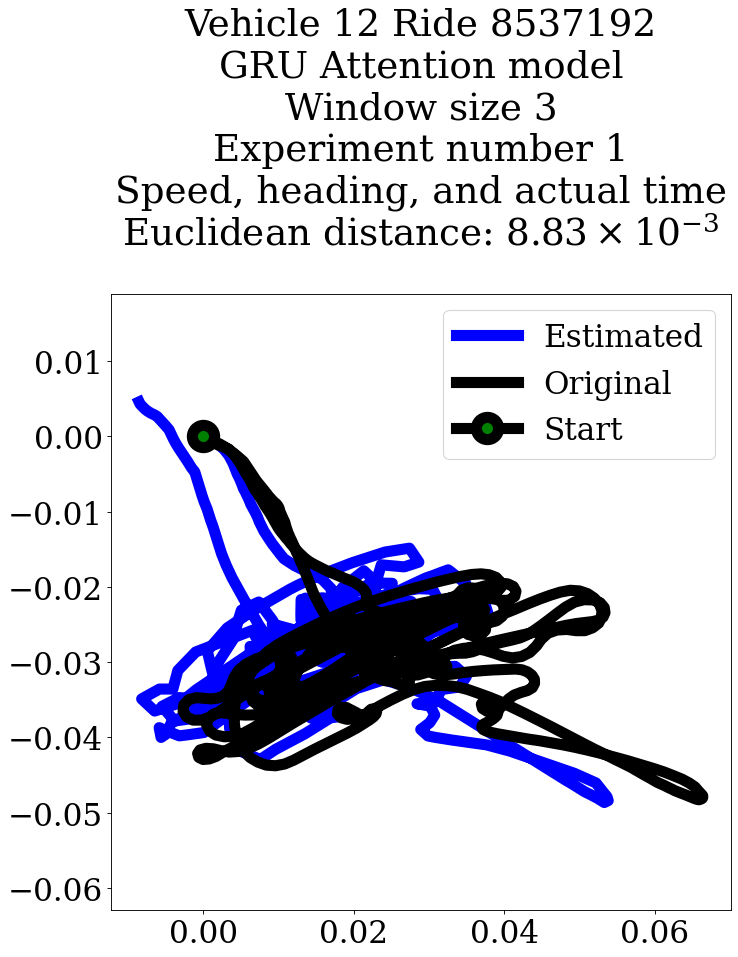 Vehicle 12 Ride 8537192
GRU Attention model
Window size 3
Experiment number 1
Speed, heading, and actual time
Euclidean distance: 8.83 × 10⁻³
Estimated
Original
Start
0.01
0.00
−0.01
−0.02
−0.03
−0.04
−0.05
−0.06
0.00 0.02 0.04 0.06